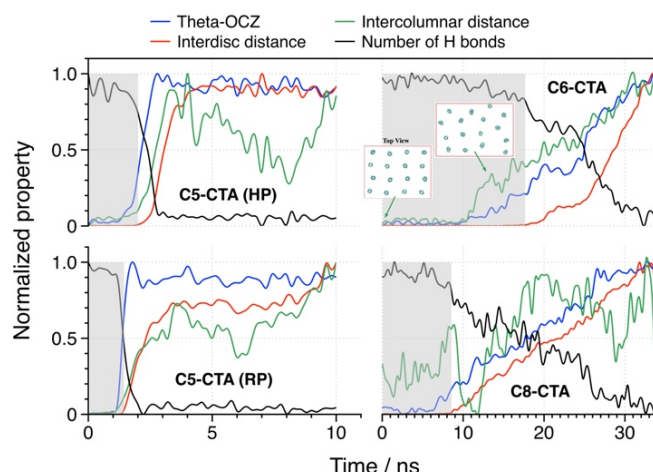 Theta-OCZ Intercolumnar distance
Interdisc distance Number of H bonds
Normalized property
1.0
0.5
0
C5-CTA (HP)
C6-CTA
Top View
1.0
0.5
0
C5-CTA (RP)
C8-CTA
0 5 10 0 10 20 30
Time / ns